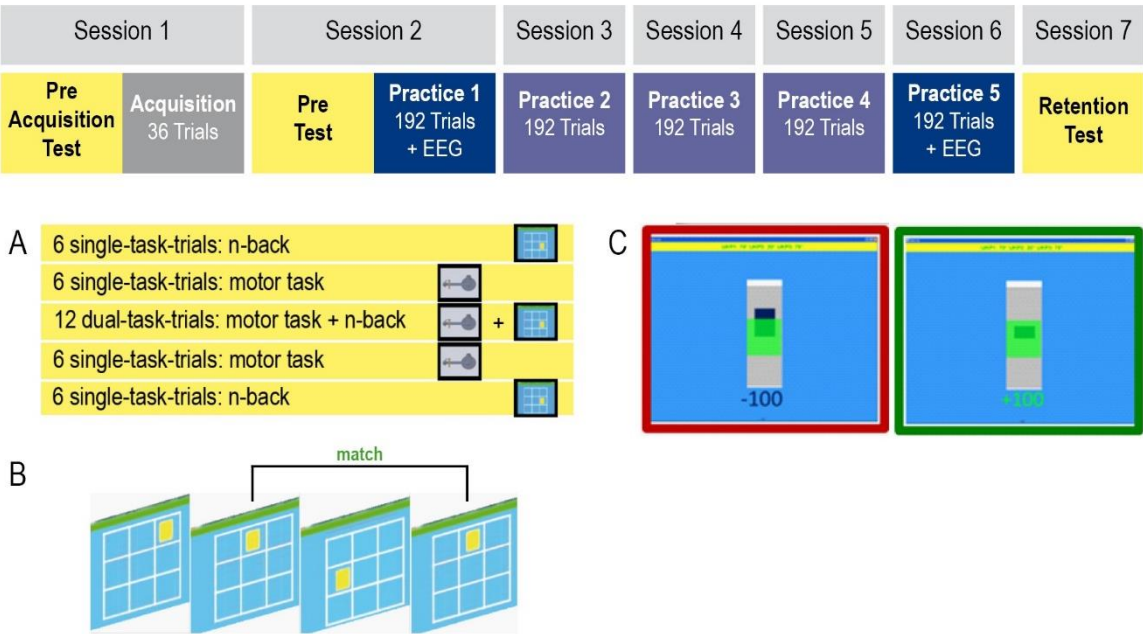 Session 1
Session 2
Session 3
Session 4
Session 5
Session 6
Session 7
Pre
Acquisition
Test
Acquisition
36 Trials
Pre
Test
Practice 1
192 Trials
+ EEG
Practice 2
192 Trials
Practice 3
192 Trials
Practice 4
192 Trials
Practice 5
192 Trials
+ EEG
Retention
Test
A
6 single-task-trials: n-back
6 single-task-trials: motor task
12 dual-task-trials: motor task + n-back
+
6 single-task-trials: motor task
6 single-task-trials: n-back
C
-100
+100
B
match